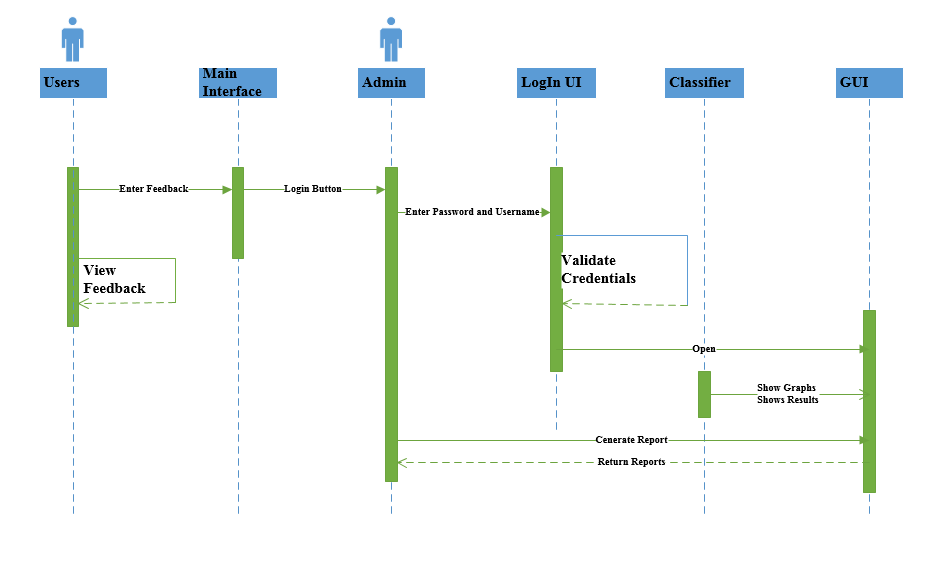 Users
Main
Interface
Admin
LogIn UI
Classifier
GUI
Enter Feedback
Login Button
Enter Password and Username
View
Feedback
Validate
Credentials
Open
Show Graphs
Shows Results
Cenerate Report
Return Reports